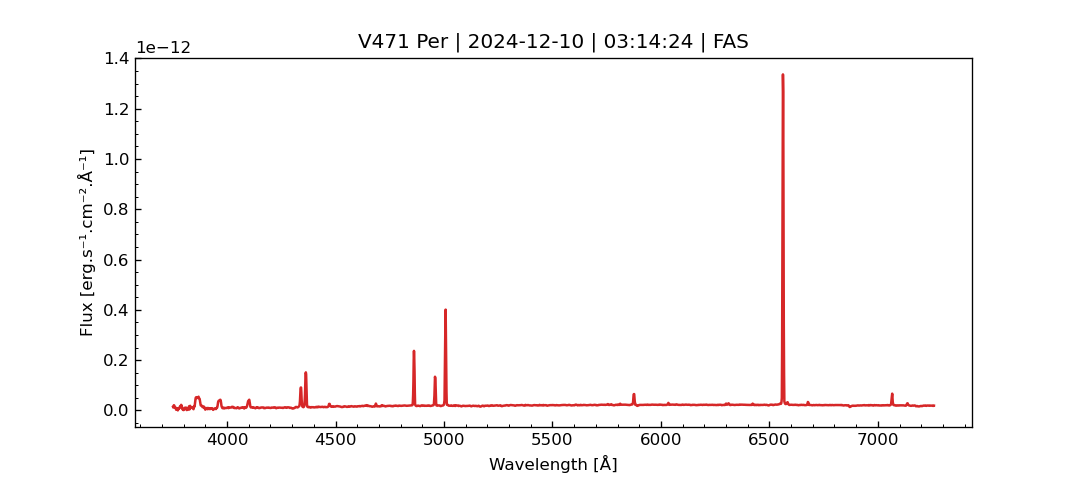 V471 Per | 2024-12-10 | 03:14:24 | FAS
1e−12
1.4
1.2
1.0
0.8
0.6
0.4
0.2
0.0
Flux [erg.s⁻¹.cm⁻².Å⁻¹]
4000 4500 5000 5500 6000 6500 7000
Wavelength [Å]